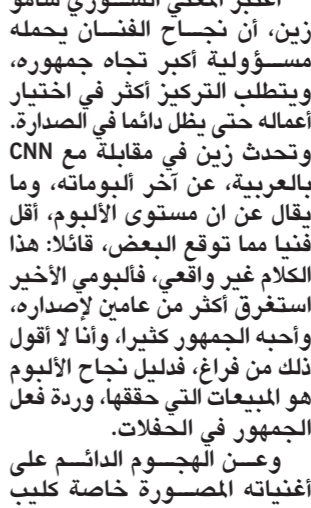 اعتبر المغني السوري سامو
زين، أن نجاح الفنان يحمله
مسؤولية أكبر تجاه جمهوره،
ويتطلب التركيز أكثر في اختيار
أعماله حتى يظل دائما في الصدارة.
وتحدث زين في مقابلة مع CNN
بالعربية، عن آخر ألبوماته، وما
يقال عن ان مستوى الألبوم، أقل
فنيا مما توقع البعض، قائلا: هذا
الكلام غير واقعي، فألبومي الأخير
استغرق أكثر من عامين لإصداره،
وأحبه الجمهور كثيرا، وأنا لا أقول
ذلك من فراغ، فدليل نجاح الألبوم
هو المبيعات التي حققها، وردة فعل
الجمهور في الحفلات.
وعن الهجوم الدائم على
أغنياته المصورة خاصة كليب